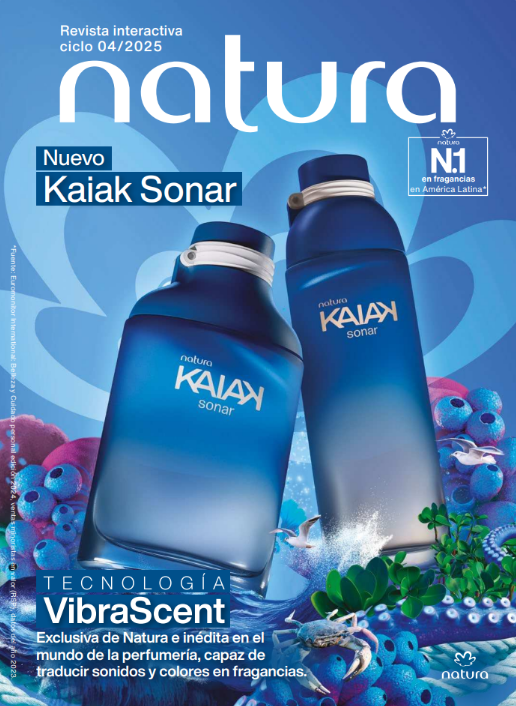 Revista interactiva
ciclo 04/2025
natura
natura
N.1
en fragancias
en América Latina*
Nuevo
Kaiak Sonar
natura
KAIAK
sonar
natura
KAIAK
sonar
TECNOLOGÍA
VibraScent
Exclusiva de Natura e inédita en el
mundo de la perfumería, capaz de
traducir sonidos y colores en fragancias.
natura